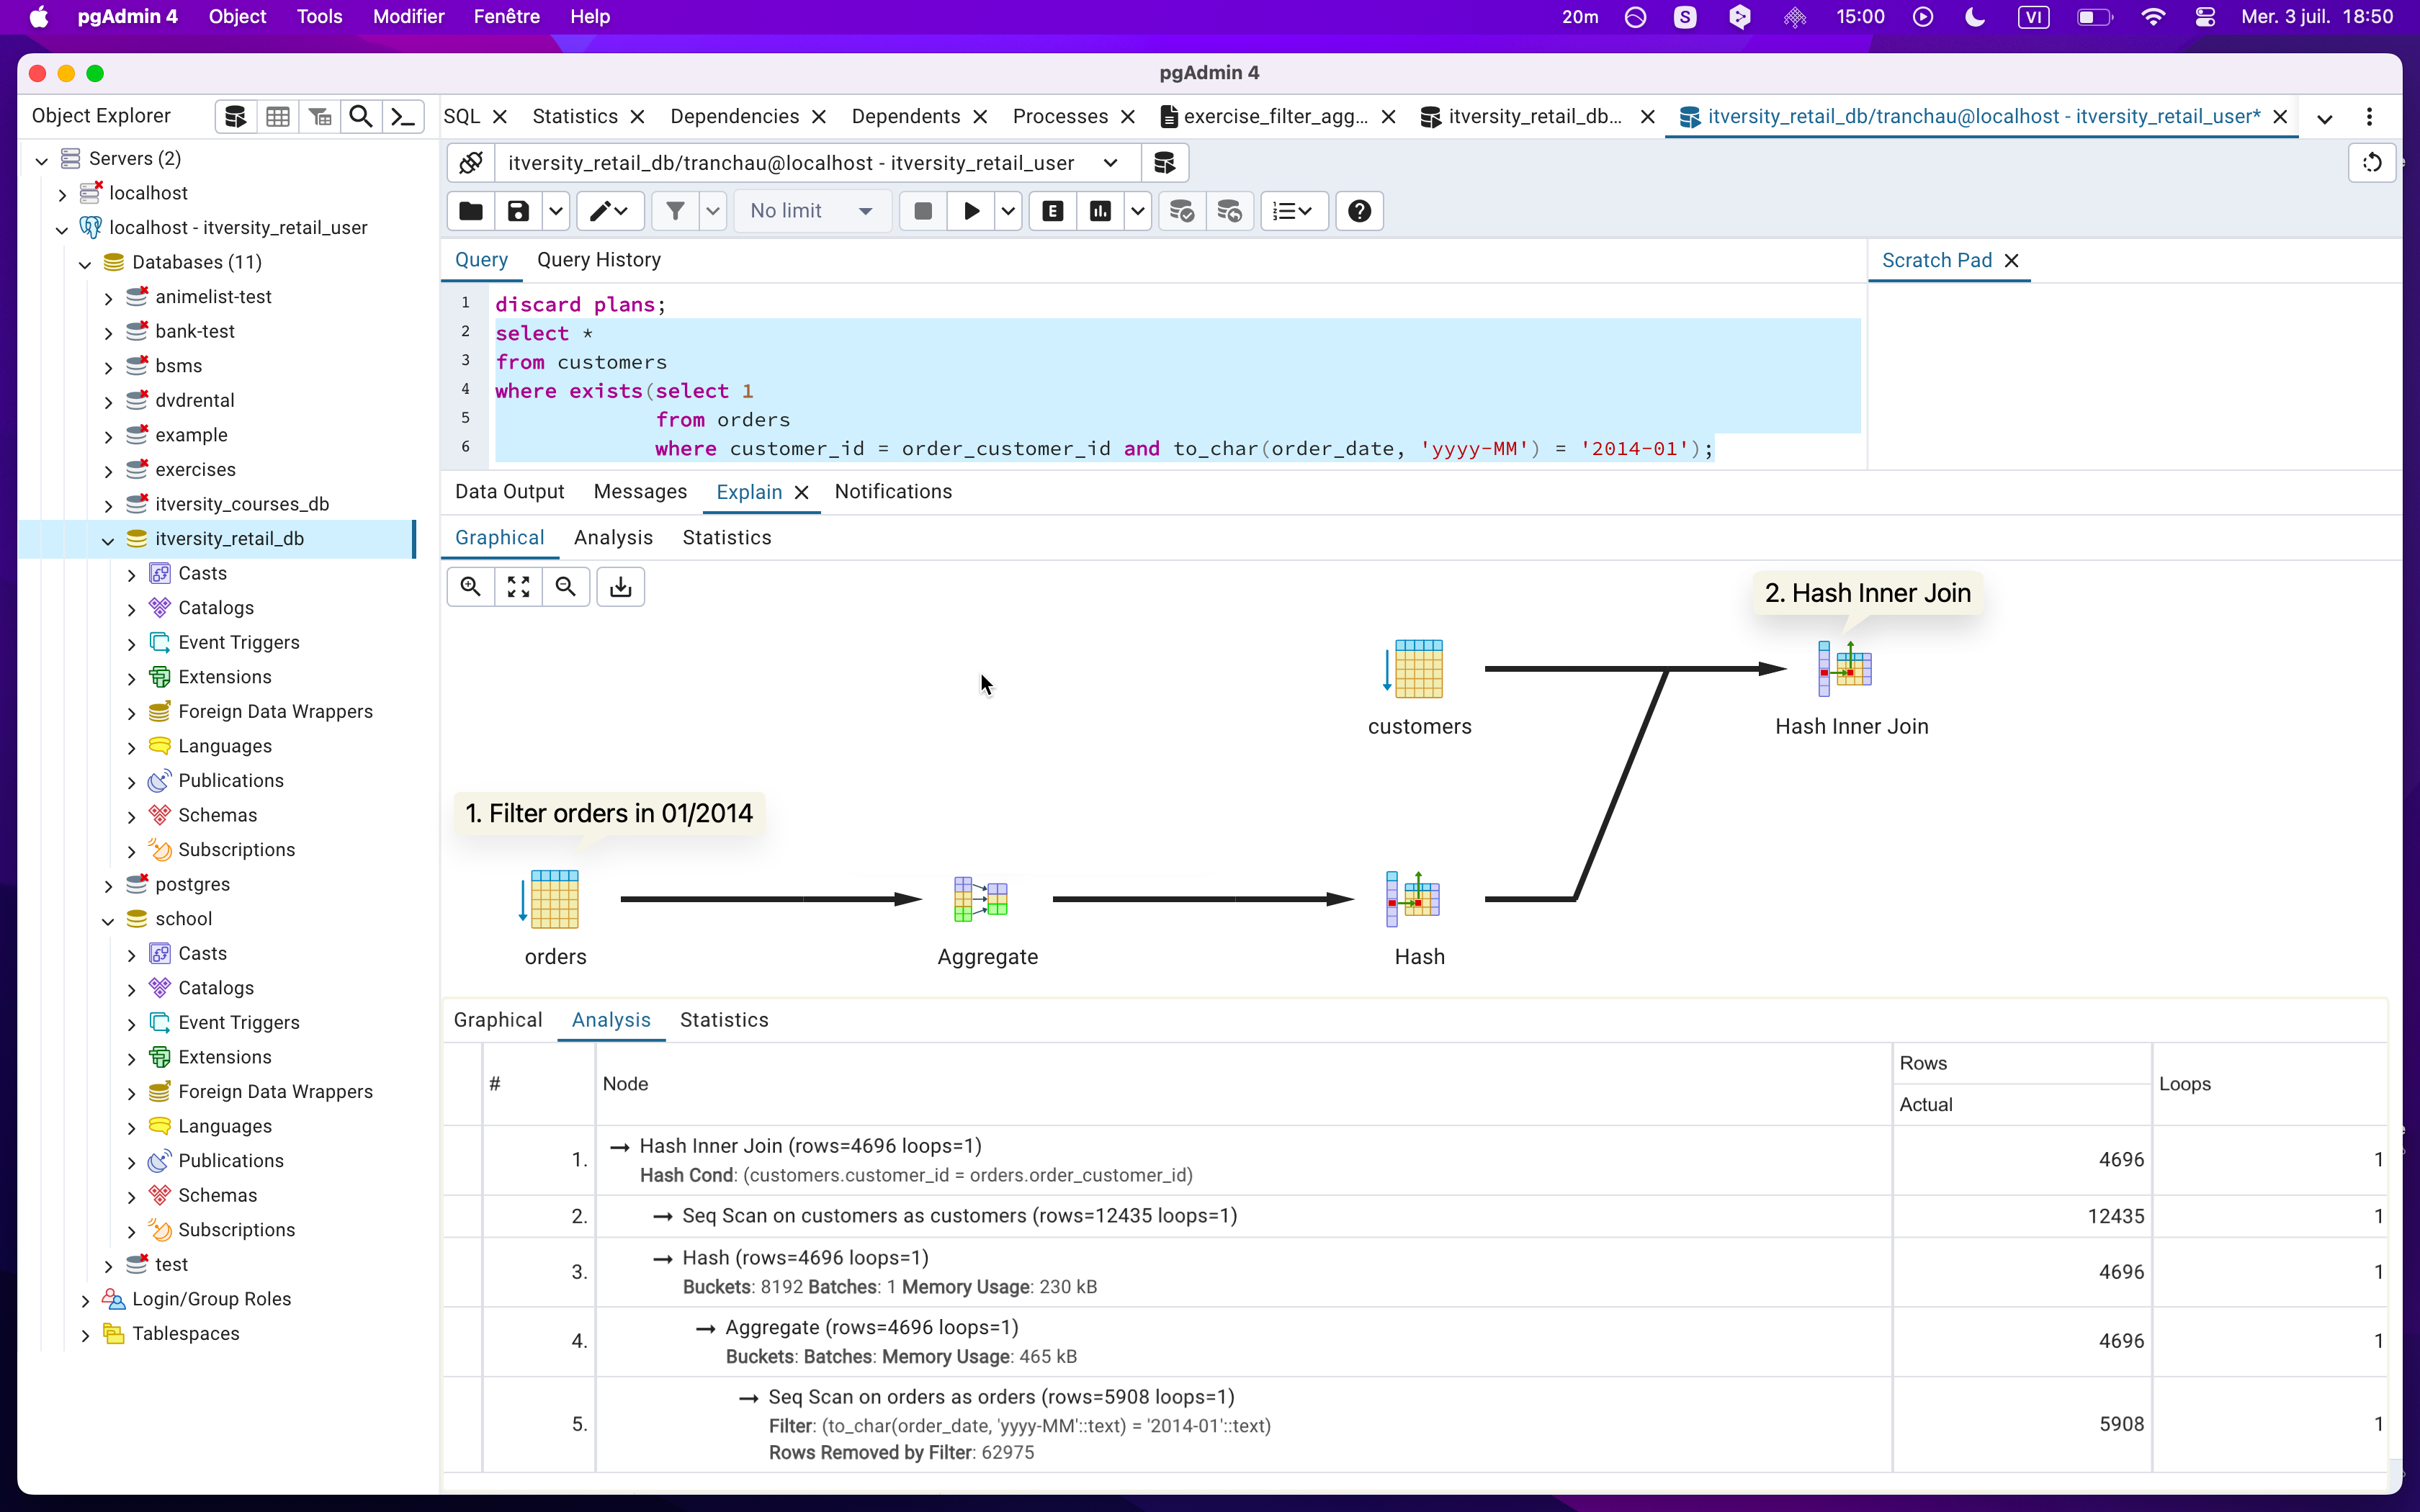 pgAdmin 4 Object Tools Modifier Fenêtre Help
20m S 15:00 VI Mer. 3 juil. 18:50
pgAdmin 4
Object Explorer
Servers (2)
localhost
localhost - itversity_retail_user
Databases (11)
animelist-test
bank-test
bsms
dvdrental
example
exercises
itversity_courses_db
itversity_retail_db
Casts
Catalogs
Event Triggers
Extensions
Foreign Data Wrappers
Languages
Publications
Schemas
Subscriptions
postgres
school
Casts
Catalogs
Event Triggers
Extensions
Foreign Data Wrappers
Languages
Publications
Schemas
Subscriptions
test
Login/Group Roles
Tablespaces
SQL Statistics Dependencies Dependents Processes exercise_filter_agg... itversity_retail_db... itversity_retail_db/tranchau@localhost - itversity_retail_user*
itversity_retail_db/tranchau@localhost - itversity_retail_user
No limit E
Query Query History
Scratch Pad
1 discard plans;
2 select *
3 from customers
4 where exists(select 1
5 from orders
6 where customer_id = order_customer_id and to_char(order_date, 'yyyy-MM') = '2014-01');
Data Output Messages Explain Notifications
Graphical Analysis Statistics
2. Hash Inner Join
customers
Hash Inner Join
1. Filter orders in 01/2014
orders
Aggregate
Hash
Graphical Analysis Statistics
# Node Rows Loops
Actual
1. → Hash Inner Join (rows=4696 loops=1) 4696 1
Hash Cond: (customers.customer_id = orders.order_customer_id)
2. → Seq Scan on customers as customers (rows=12435 loops=1) 12435 1
3. → Hash (rows=4696 loops=1) 4696 1
Buckets: 8192 Batches: 1 Memory Usage: 230 kB
4. → Aggregate (rows=4696 loops=1) 4696 1
Buckets: Batches: Memory Usage: 465 kB
5. → Seq Scan on orders as orders (rows=5908 loops=1) 5908 1
Filter: (to_char(order_date, 'yyyy-MM'::text) = '2014-01'::text)
Rows Removed by Filter: 62975